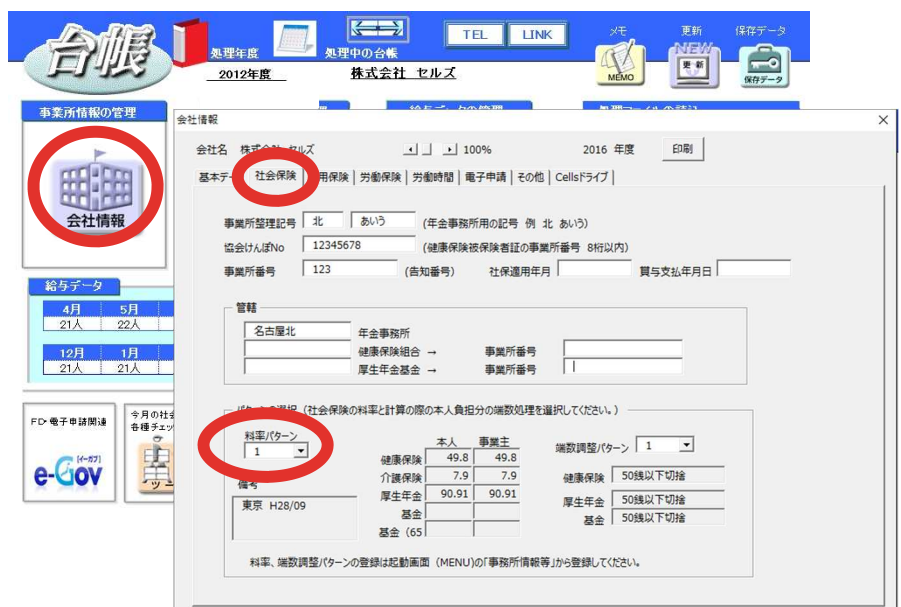 台帳
処理年度
2012年度
処理中の台帳
株式会社 セルズ
TEL
LINK
メモ
MEMO
更新
NEW
更新
保存データ
保存データ
事業所情報の管理
会社情報
給与データ
4月 5月
21人 22人
12月 1月
21人 21人
FD・電子申請関連
e-Gov
(イーガブ)
今月の社
各種チェッ
会社情報
会社名 株式会社 セルズ
100%
2016 年度
印刷
基本デー
社会保険
用保険
労働保険
労働時間
電子申請
その他
Cellsドライブ
事業所整理記号 北 あいう (年金事務所用の記号 例 北 あいう)
協会けんぽNo 12345678 (健康保険被保険者証の事業所番号 8桁以内)
事業所番号 123 (告知番号) 社保適用年月 賞与支払年月日
管轄
名古屋北 年金事務所
健康保険組合 → 事業所番号
厚生年金基金 → 事業所番号
の選択 (社会保険の料率と計算の際の本人負担分の端数処理を選択してください。)
料率パターン
1
備考
東京 H28/09
本人 事業主
健康保険 49.8 49.8
介護保険 7.9 7.9
厚生年金 90.91 90.91
基金
基金 (65
端数調整パターン 1
健康保険 50銭以下切捨
厚生年金 50銭以下切捨
基金 50銭以下切捨
料率、端数調整パターンの登録は起動画面 (MENU)の「事務所情報等」から登録してください。